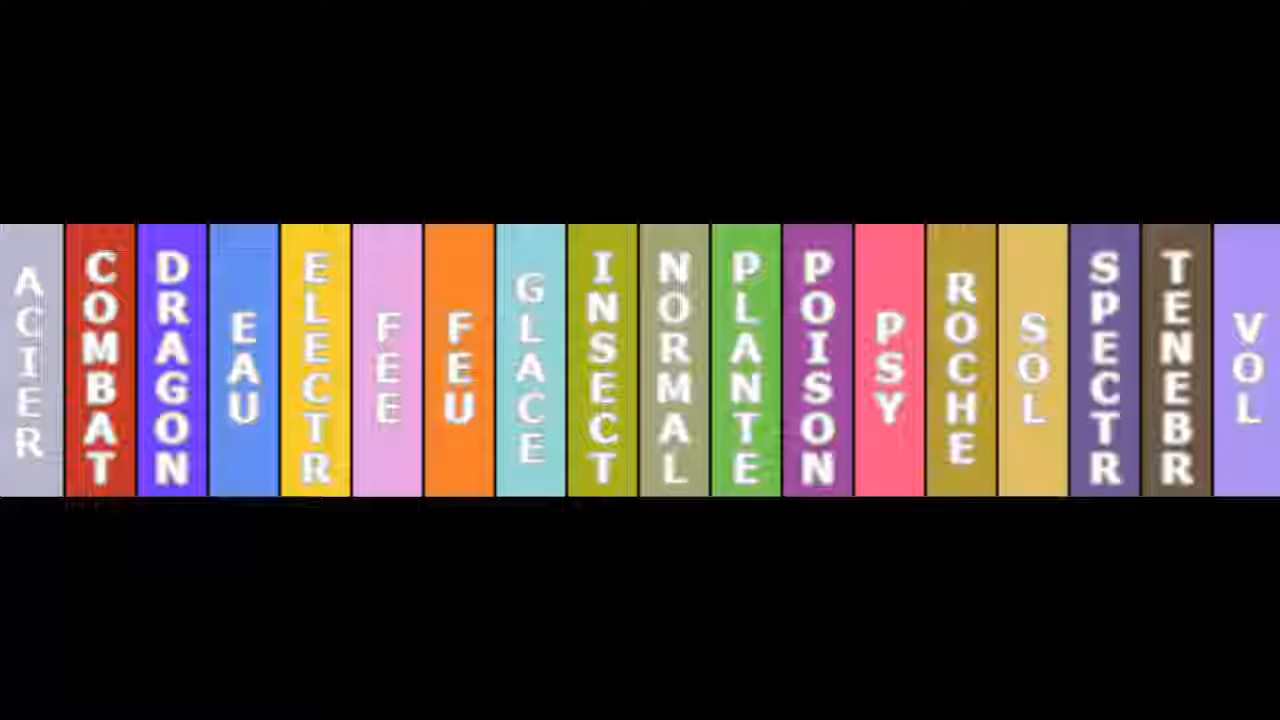 ACIER
COMBAT
DRAGON
EAU
ELECTR
FEE
FEU
GLACE
INSECT
NORMAL
PLANTE
POISON
PSY
ROCHE
SOL
SPECTR
TENEBR
VOL